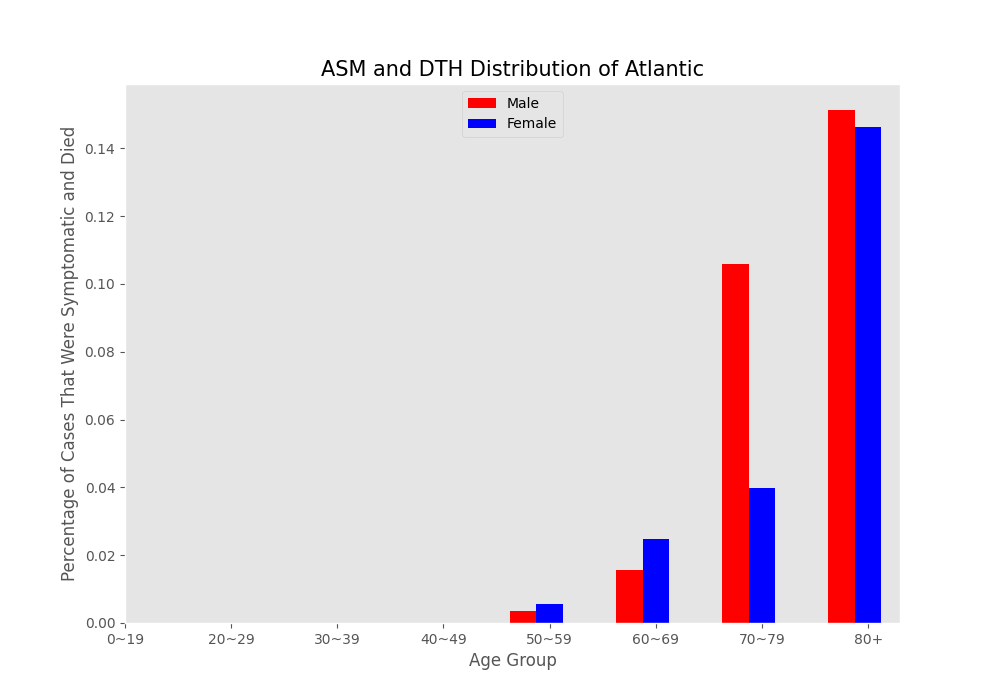 ASM and DTH Distribution of Atlantic
Male
Female
Percentage of Cases That Were Symptomatic and Died
0.14
0.12
0.10
0.08
0.06
0.04
0.02
0.00
0~19 20~29 30~39 40~49 50~59 60~69 70~79 80+
Age Group